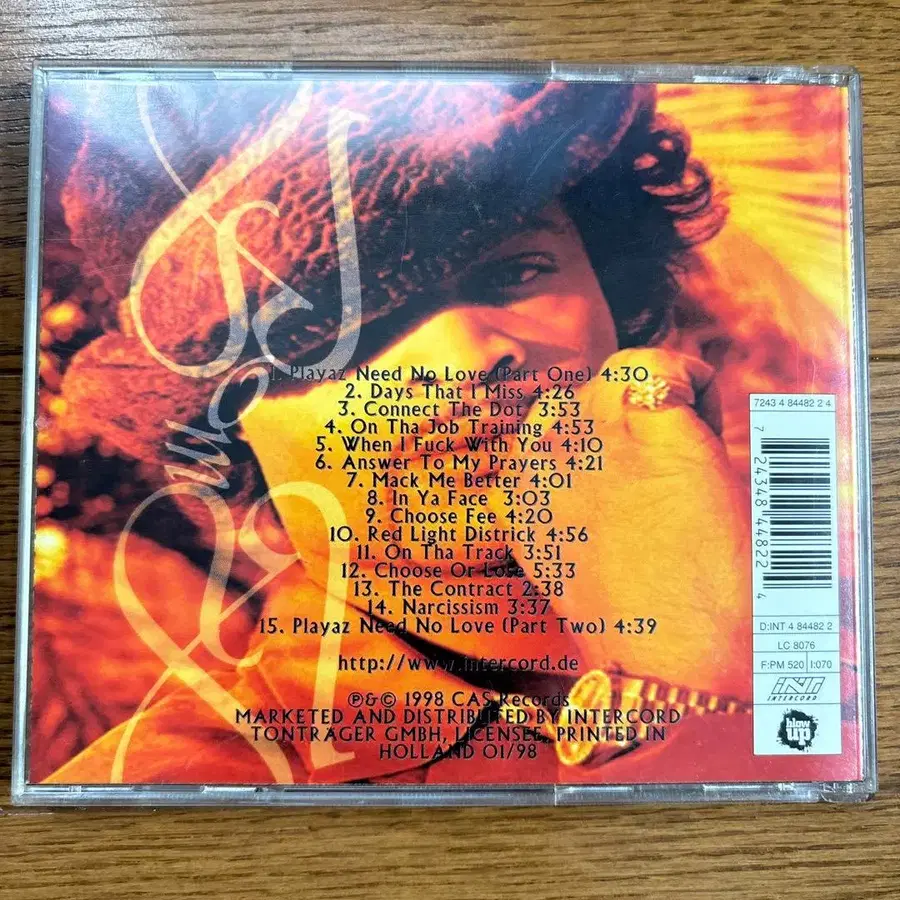 1. Playaz Need No Love (Part One) 4:30
2. Days That I Miss 4:26
3. Connect The Dot 3:53
4. On Tha Job Training 4:53
5. When I Fuck With You 4:10
6. Answer To My Prayers 4:21
7. Mack Me Better 4:01
8. In Ya Face 3:03
9. Choose Fee 4:20
10. Red Light Districk 4:56
11. On Tha Track 3:51
12. Choose Or Lose 5:33
13. The Contract 2:38
14. Narcissism 3:37
15. Playaz Need No Love (Part Two) 4:39
http://www.intercord.de
℗&© 1998 CAS Records
MARKETED AND DISTRIBUTED BY INTERCORD
TONTRAGER GMBH, LICENSEE, PRINTED IN
HOLLAND 01/98
7243 4 84482 2 4
7 24348 44822 4
D:INT 4 84482 2
LC 8076
F:PM 520 I:070
INT
INTERCORD
blow
up